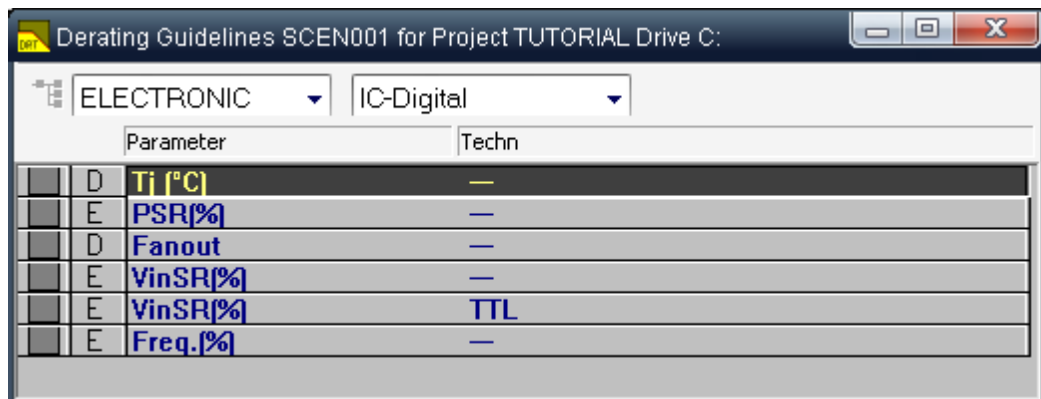 DRT Derating Guidelines SCEN001 for Project TUTORIAL Drive C:
ELECTRONIC IC-Digital
Parameter Techn
D Tj (°C) —
E PSR(%) —
D Fanout —
E VinSR(%) —
E VinSR(%) TTL
E Freq.(%) —